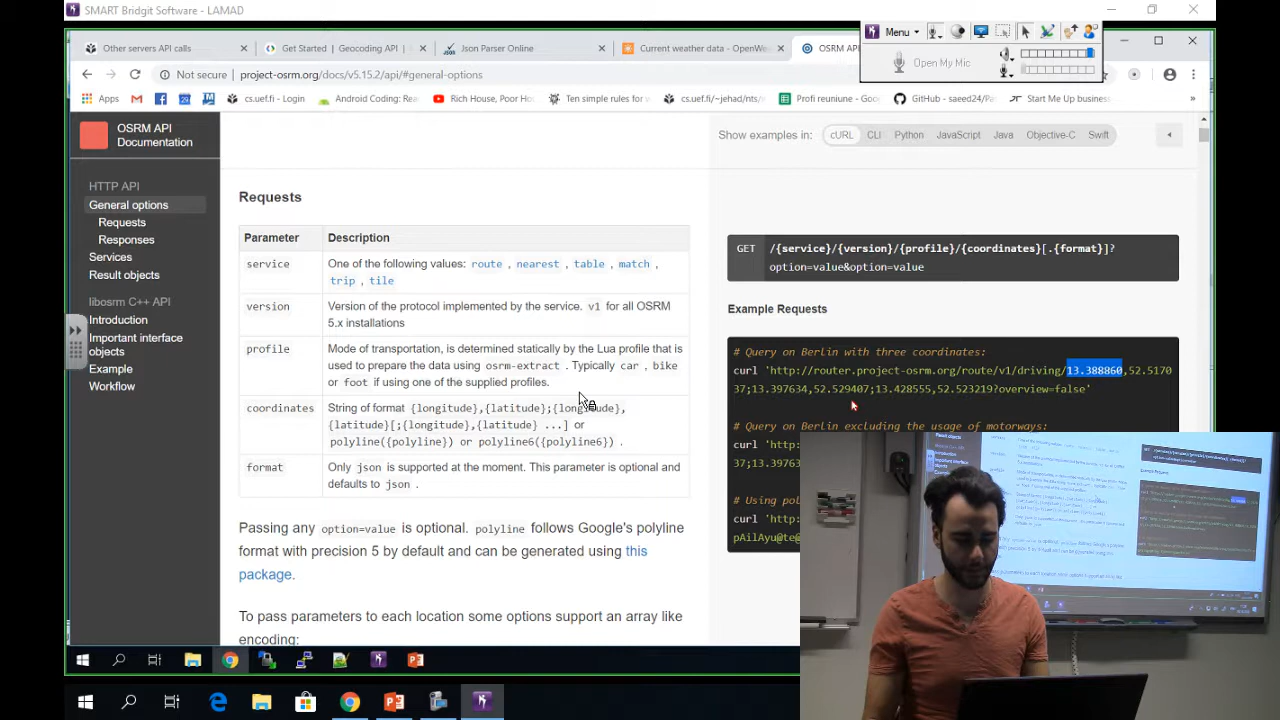 SMART Bridgit Software - LAMAD
Menu
Open My Mic
Other servers API calls
Get Started | Geocoding API |
Json Parser Online
Current weather data - OpenWe
OSRM API
Not secure | project-osrm.org/docs/v5.15.2/api/#general-options
Apps
Gmail
cs.uef.fi - Login
Android Coding: Rea
Rich House, Poor Ho
Ten simple rules for w
cs.uef.fi/~jehad/nts/
Profi reuniune - Goo
GitHub - saeed24/Pa
Start Me Up business
OSRM API
Documentation
HTTP API
General options
Requests
Responses
Services
Result objects
libosrm C++ API
Introduction
Important interface
objects
Example
Workflow
Requests
Parameter Description
service One of the following values: route , nearest , table , match ,
trip , tile
version Version of the protocol implemented by the service. v1 for all OSRM
5.x installations
profile Mode of transportation, is determined statically by the Lua profile that is
used to prepare the data using osrm-extract . Typically car , bike
or foot if using one of the supplied profiles.
coordinates String of format {longitude},{latitude};{longitude},
{latitude}[;{longitude},{latitude} ...] or
polyline({polyline}) or polyline6({polyline6}) .
format Only json is supported at the moment. This parameter is optional and
defaults to json .
Passing any option=value is optional. polyline follows Google's polyline
format with precision 5 by default and can be generated using this
package.
To pass parameters to each location some options support an array like
encoding:
Show examples in: cURL CLI Python JavaScript Java Objective-C Swift
GET /{service}/{version}/{profile}/{coordinates}[.{format}]?
option=value&option=value
Example Requests
# Query on Berlin with three coordinates:
curl 'http://router.project-osrm.org/route/v1/driving/13.388860,52.5170
37;13.397634,52.529407;13.428555,52.523219?overview=false'
# Query on Berlin excluding the usage of motorways:
curl 'http:
37;13
# Using pol
curl 'http:
pAilAyu@te@